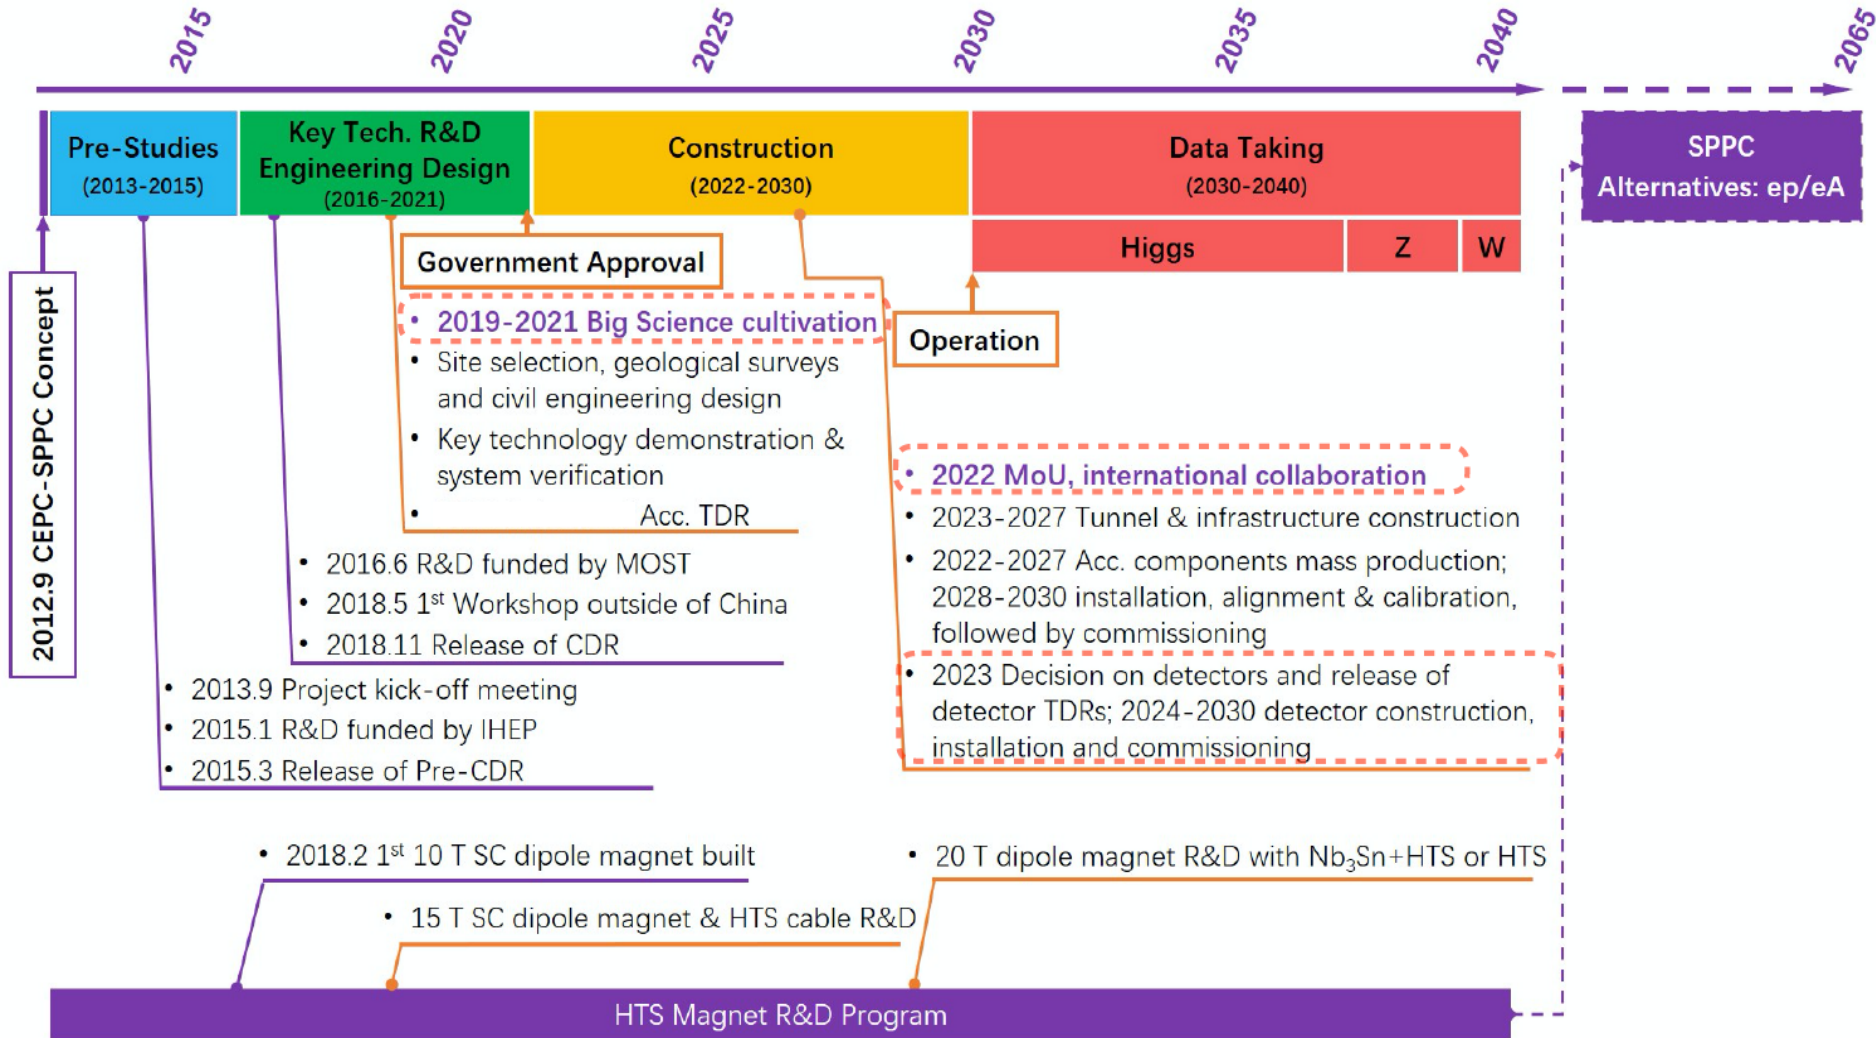 2015
2020
2025
2030
2035
2040
2065
Pre-Studies
(2013-2015)
Key Tech. R&D
Engineering Design
(2016-2021)
Construction
(2022-2030)
Data Taking
(2030-2040)
SPPC
Alternatives: ep/eA
Higgs
Z
W
2012.9 CEPC-SPPC Concept
Government Approval
Operation
• 2019-2021 Big Science cultivation
• Site selection, geological surveys
and civil engineering design
• Key technology demonstration &
system verification
• Acc. TDR
• 2016.6 R&D funded by MOST
• 2018.5 1st Workshop outside of China
• 2018.11 Release of CDR
• 2013.9 Project kick-off meeting
• 2015.1 R&D funded by IHEP
• 2015.3 Release of Pre-CDR
• 2022 MoU, international collaboration
• 2023-2027 Tunnel & infrastructure construction
• 2022-2027 Acc. components mass production;
2028-2030 installation, alignment & calibration,
followed by commissioning
• 2023 Decision on detectors and release of
detector TDRs; 2024-2030 detector construction,
installation and commissioning
• 2018.2 1st 10 T SC dipole magnet built
• 15 T SC dipole magnet & HTS cable R&D
• 20 T dipole magnet R&D with Nb₃Sn+HTS or HTS
HTS Magnet R&D Program